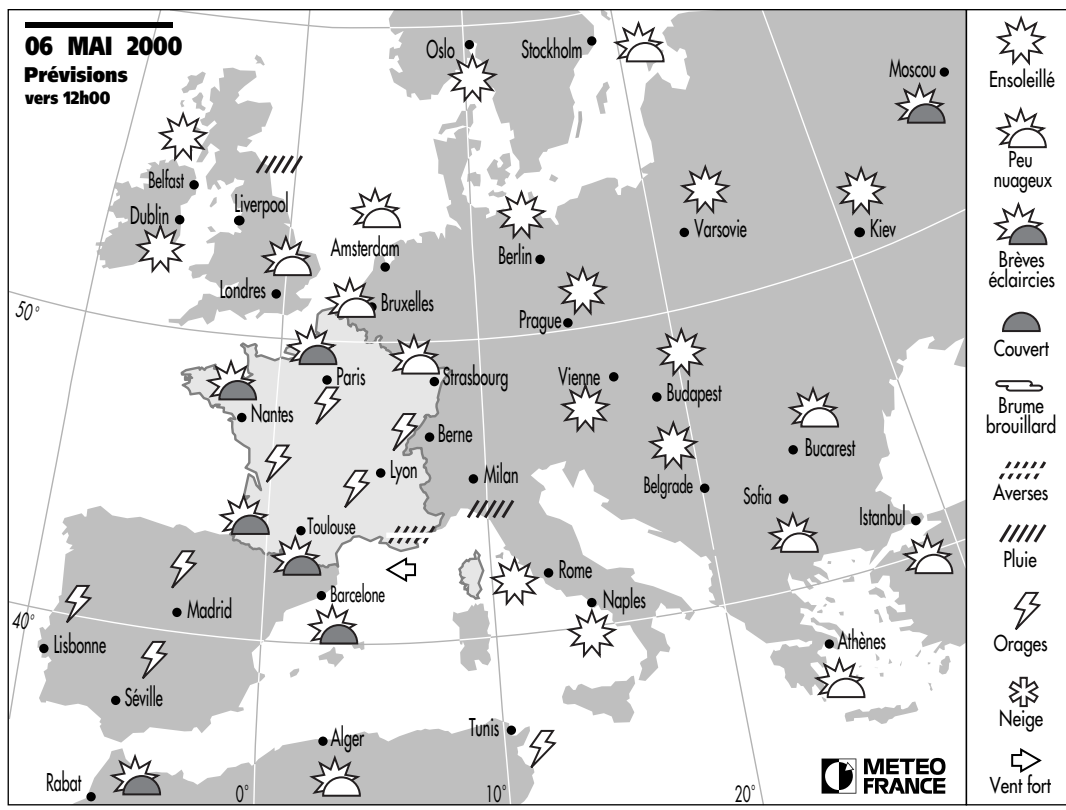 06 MAI 2000
Prévisions
vers 12h00
Oslo
Stockholm
Moscou
Belfast
Dublin
Liverpool
Amsterdam
Berlin
Varsovie
Kiev
Londres
Bruxelles
50°
Prague
Paris
Strasbourg
Vienne
Budapest
Nantes
Berne
Bucarest
Lyon
Milan
Belgrade
Sofia
Istanbul
Toulouse
Rome
Barcelone
Naples
Madrid
40°
Lisbonne
Athènes
Séville
Tunis
Alger
Rabat
0°
10°
20°
METEO
FRANCE
Ensoleillé
Peu
nuageux
Brèves
éclaircies
Couvert
Brume
brouillard
Averses
Pluie
Orages
Neige
Vent fort